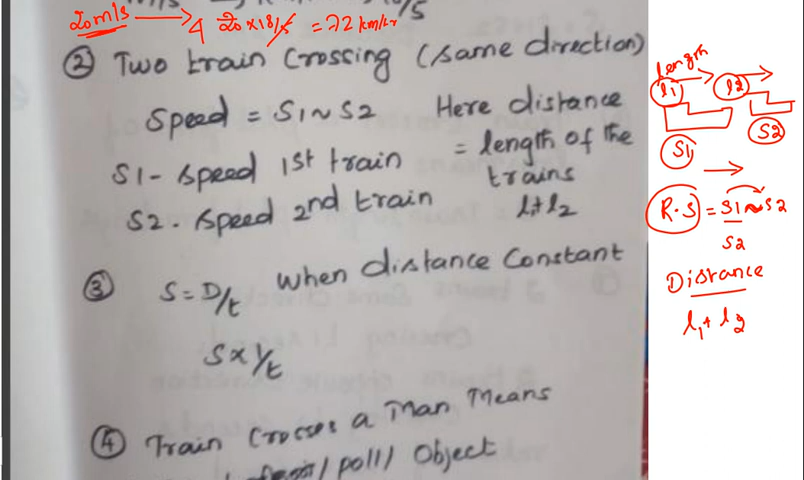 20m/s → 4 20 x 18/5 = 72 km/hr
② Two train Crossing (same direction)
Speed = S1 ~ S2 Here distance
= length of the
S1 - speed 1st train
trains
S2 - speed 2nd train
l1+l2
③ S = D/t When distance Constant
S x 1/t
④ Train Crosses a Man Means
/ poll / Object
length
l1 l2
S1 S2
R.S = S1 ~ S2
S2
Distance
l1 + l2